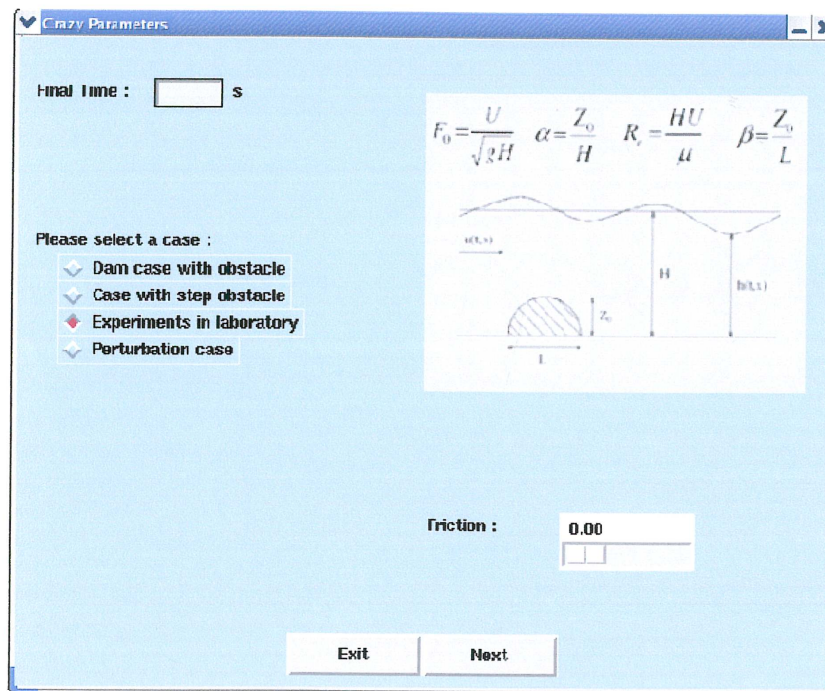 Crazy Parameters
Final Time : s
F₀ = U / √gH α = Z₀ / H Rₑ = HU / μ β = Z₀ / L
Please select a case :
Dam case with obstacle
Case with step obstacle
Experiments in laboratory
Perturbation case
u(t,x)
H
h(t,x)
Z₀
L
Friction :
0.00
Exit Next